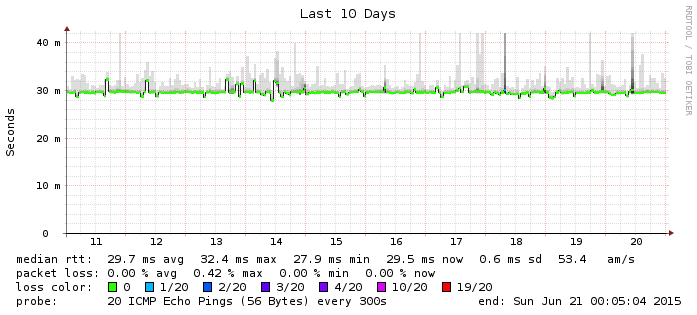 Last 10 Days
RRDTOOL / TOBI OETIKER
Seconds
40 m
30 m
20 m
10 m
0
11 12 13 14 15 16 17 18 19 20
median rtt: 29.7 ms avg 32.4 ms max 27.9 ms min 29.5 ms now 0.6 ms sd 53.4 am/s
packet loss: 0.00 % avg 0.42 % max 0.00 % min 0.00 % now
loss color: 0 1/20 2/20 3/20 4/20 10/20 19/20
probe: 20 ICMP Echo Pings (56 Bytes) every 300s end: Sun Jun 21 00:05:04 2015